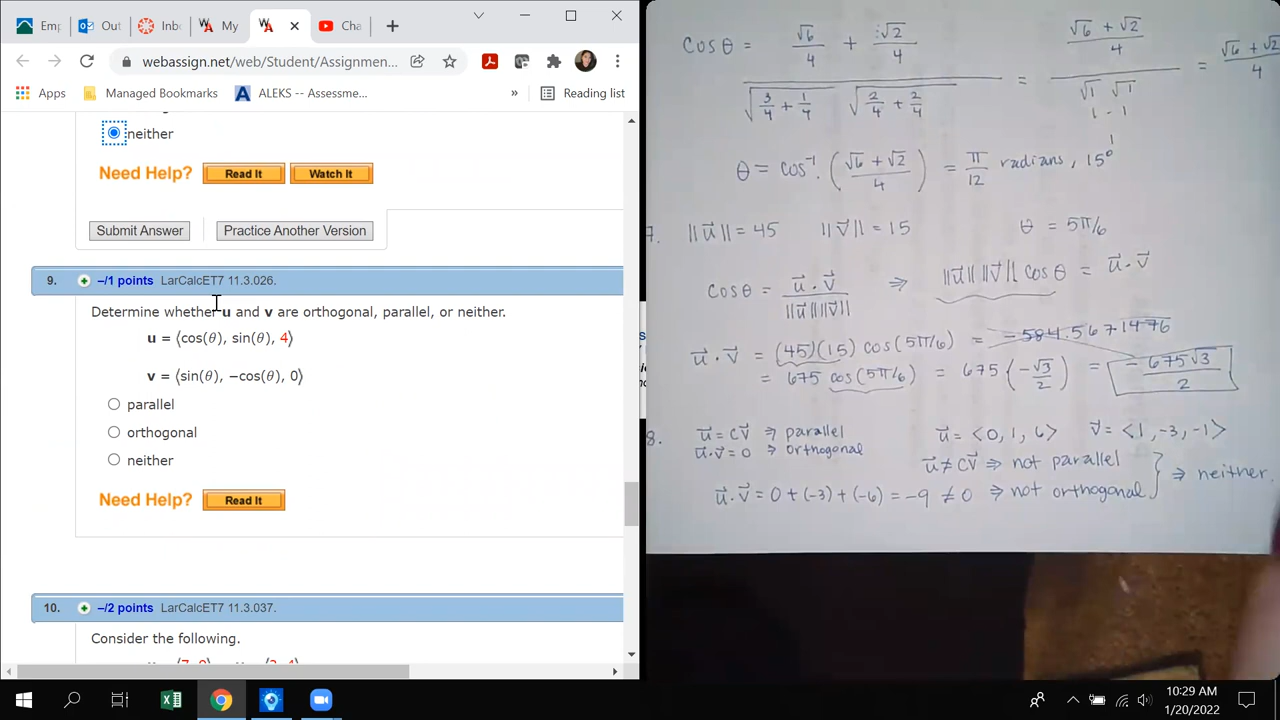 Emp
Out
Inbo
My
Cha
webassign.net/web/Student/Assignment...
Apps
Managed Bookmarks
ALEKS -- Assessme...
»
Reading list
neither
Need Help? Read It Watch It
Submit Answer
Practice Another Version
9. –/1 points LarCalcET7 11.3.026.
Determine whether u and v are orthogonal, parallel, or neither.
u = ⟨cos(θ), sin(θ), 4⟩
v = ⟨sin(θ), −cos(θ), 0⟩
parallel
orthogonal
neither
Need Help? Read It
10. –/2 points LarCalcET7 11.3.037.
Consider the following.
cos θ = (√6/4 + √2/4) / (√(3/4 + 1/4) √(2/4 + 2/4)) = ((√6 + √2)/4) / (√1 √1) = (√6 + √2)/4
1 - 1
θ = cos⁻¹ ((√6 + √2)/4) = π/12 radians, 15°
7. ||u⃗|| = 45 ||v⃗|| = 15 θ = 5π/6
cos θ = u⃗·v⃗ / ||u⃗|| ||v⃗|| ⇒ ||u⃗|| ||v⃗|| cos θ = u⃗·v⃗
u⃗·v⃗ = (45)(15) cos(5π/6) = -584.5671476
= 675 cos(5π/6) = 675 (-√3/2) = -675√3/2
8. u⃗ = cv⃗ ⇒ parallel u⃗ = <0, 1, 6> v⃗ = <1, -3, -1>
u⃗·v⃗ = 0 ⇒ orthogonal
u⃗ ≠ cv⃗ ⇒ not parallel
u⃗·v⃗ = 0 + (-3) + (-6) = -9 ≠ 0 ⇒ not orthogonal } ⇒ neither
10:29 AM
1/20/2022